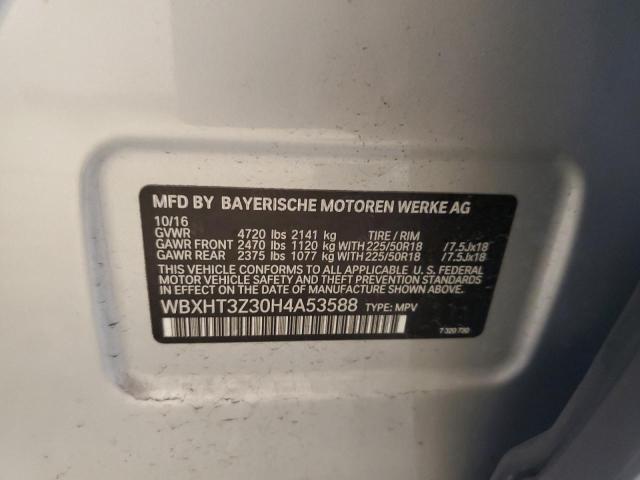 MFD BY BAYERISCHE MOTOREN WERKE AG
10/16
GVWR 4720 lbs 2141 kg TIRE / RIM
GAWR FRONT 2470 lbs 1120 kg WITH 225/50R18 /7.5Jx18
GAWR REAR 2375 lbs 1077 kg WITH 225/50R18 /7.5Jx18
THIS VEHICLE CONFORMS TO ALL APPLICABLE U.S. FEDERAL
MOTOR VEHICLE SAFETY AND THEFT PREVENTION STANDARDS
IN EFFECT ON THE DATE OF MANUFACTURE SHOWN ABOVE.
WBXHT3Z30H4A53588 TYPE: MPV
7 320 730